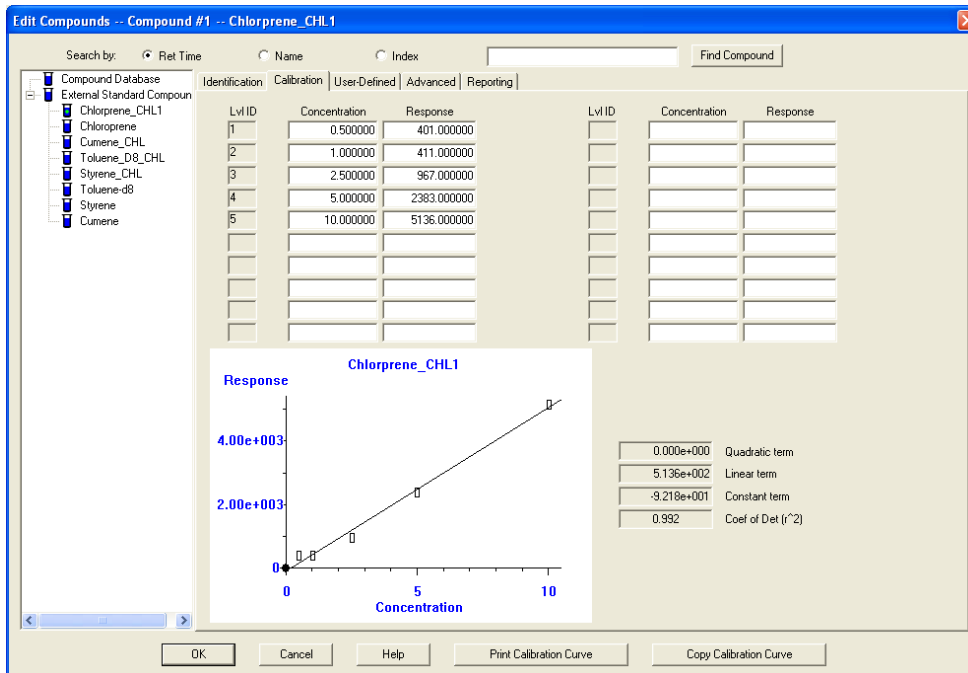 Edit Compounds -- Compound #1 -- Chlorprene_CHL1
Search by: Ret Time Name Index Find Compound
Compound Database
External Standard Compoun
Chlorprene_CHL1
Chloroprene
Cumene_CHL
Toluene_D8_CHL
Styrene_CHL
Toluene-d8
Styrene
Cumene
Identification Calibration User-Defined Advanced Reporting
Lvl ID Concentration Response Lvl ID Concentration Response
1 0.500000 401.000000
2 1.000000 411.000000
3 2.500000 967.000000
4 5.000000 2383.000000
5 10.000000 5136.000000
Chlorprene_CHL1
Response
4.00e+003
2.00e+003
0
0 5 10
Concentration
0.000e+000 Quadratic term
5.136e+002 Linear term
-9.218e+001 Constant term
0.992 Coef of Det (r^2)
OK Cancel Help Print Calibration Curve Copy Calibration Curve